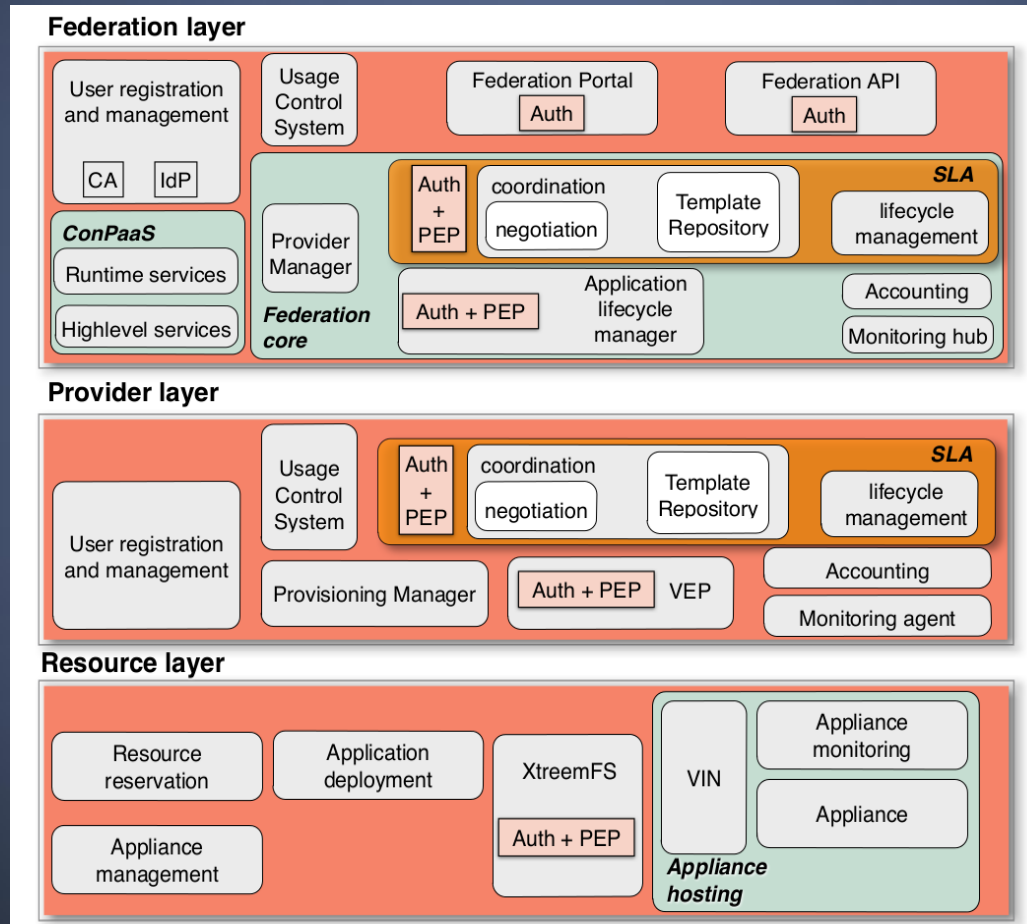 Federation layer
User registration
and management
CA
IdP
Usage
Control
System
Federation Portal
Auth
Federation API
Auth
ConPaaS
Runtime services
Highlevel services
Provider
Manager
Federation
core
Auth
+
PEP
coordination
negotiation
Template
Repository
SLA
lifecycle
management
Auth + PEP
Application
lifecycle
manager
Accounting
Monitoring hub
Provider layer
User registration
and management
Usage
Control
System
Auth
+
PEP
coordination
negotiation
Template
Repository
SLA
lifecycle
management
Provisioning Manager
Auth + PEP
VEP
Accounting
Monitoring agent
Resource layer
Resource
reservation
Application
deployment
Appliance
management
XtreemFS
Auth + PEP
VIN
Appliance
monitoring
Appliance
Appliance
hosting